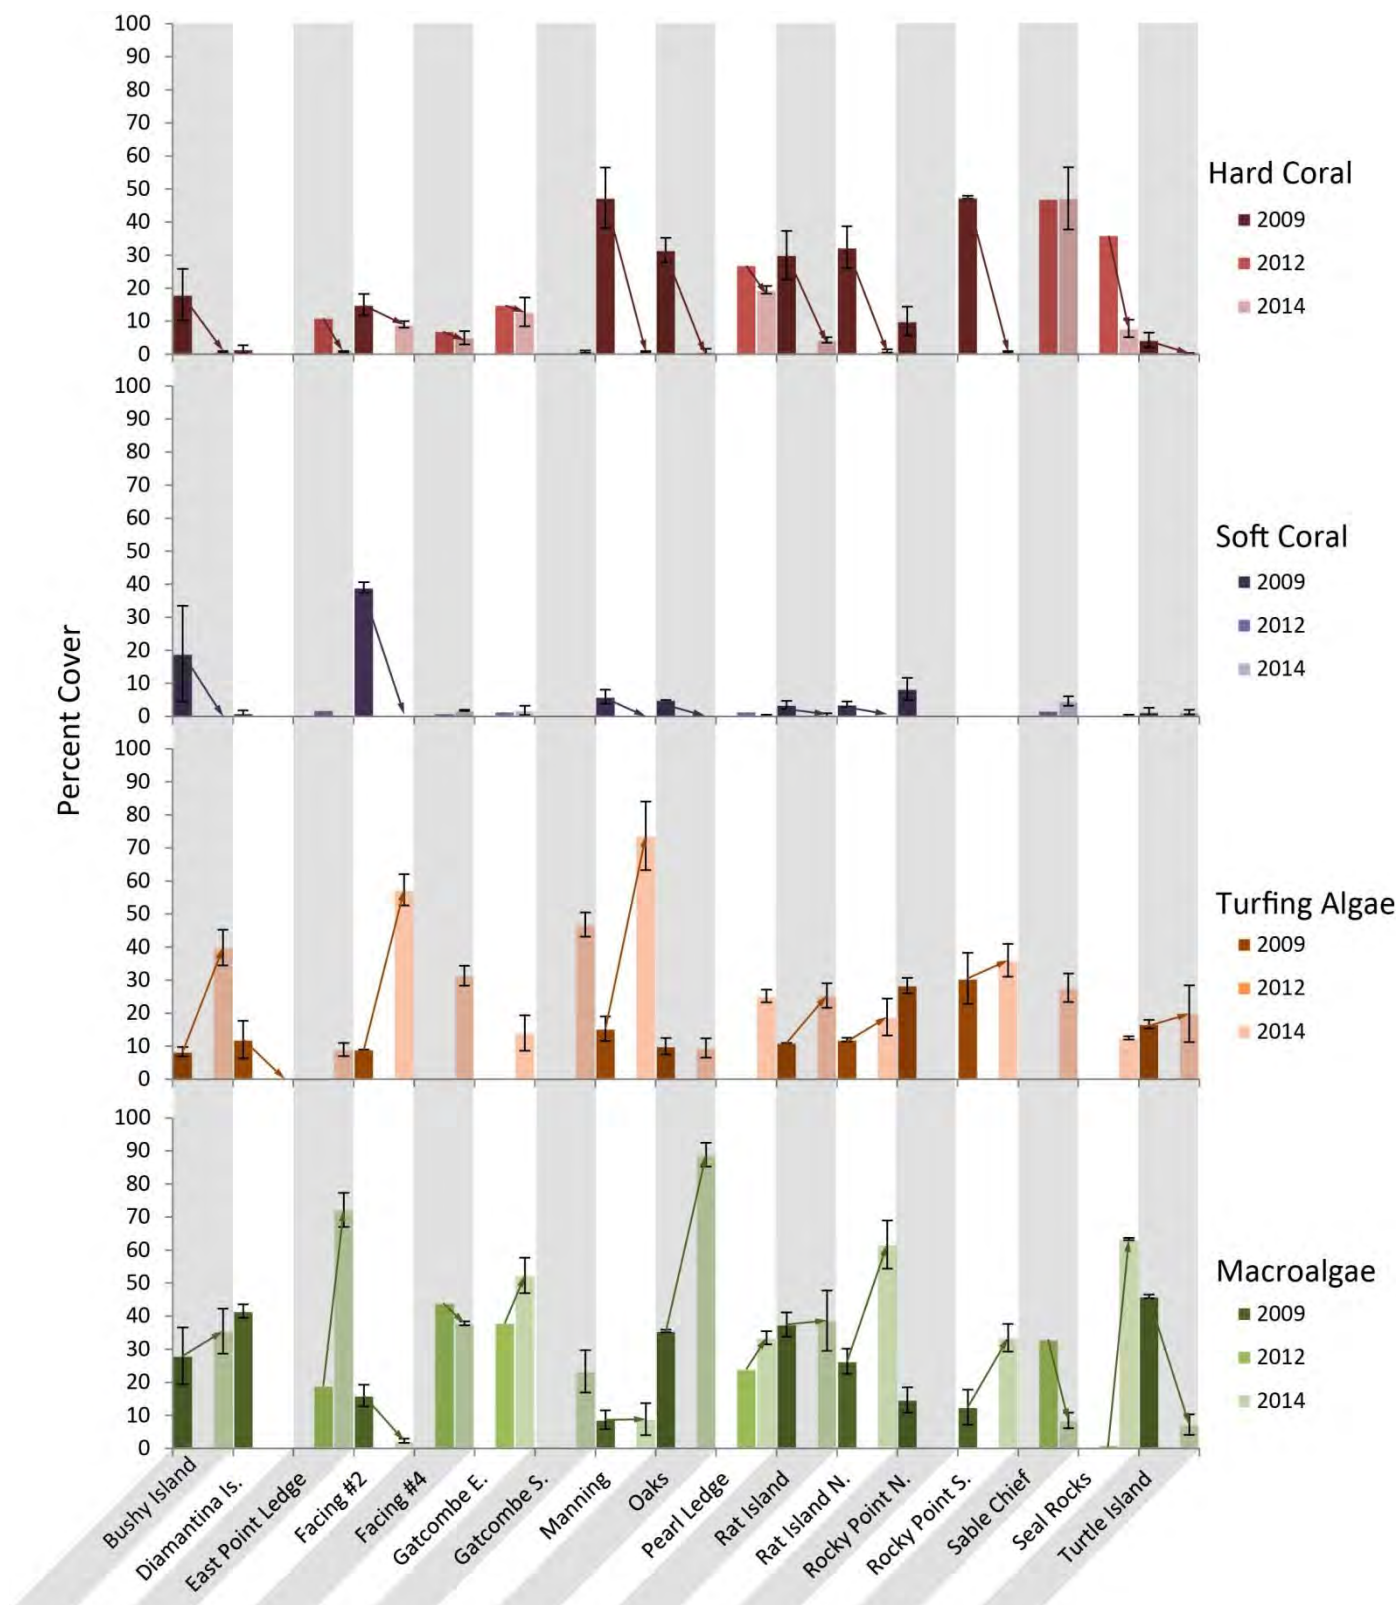 100
90
80
70
60
50
40
30
20
10
0
Hard Coral
2009
2012
2014
100
90
80
70
60
50
40
30
20
10
0
Soft Coral
2009
2012
2014
Percent Cover
100
90
80
70
60
50
40
30
20
10
0
Turfing Algae
2009
2012
2014
100
90
80
70
60
50
40
30
20
10
0
Macroalgae
2009
2012
2014
Bushy Island
Diamantina Is.
East Point Ledge
Facing #2
Facing #4
Gatcombe E.
Gatcombe S.
Manning
Oaks
Pearl Ledge
Rat Island
Rat Island N.
Rocky Point N.
Rocky Point S.
Sable Chief
Seal Rocks
Turtle Island